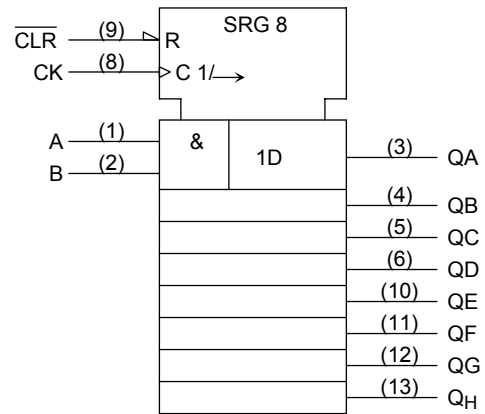 SRG 8
CLR (9) R
CK (8) C 1/→
A (1) & 1D (3) QA
B (2)
(4) QB
(5) QC
(6) QD
(10) QE
(11) QF
(12) QG
(13) QH